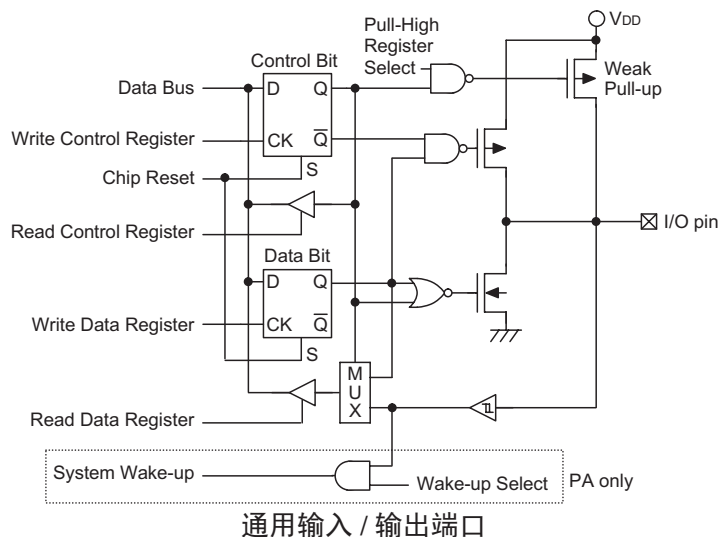 VDD
Pull-High
Register
Select
Weak
Pull-up
Control Bit
Data Bus
D
Q
Write Control Register
CK
Q
Chip Reset
S
I/O pin
Read Control Register
Data Bit
D
Q
Write Data Register
CK
Q
S
M
U
X
Read Data Register
System Wake-up
Wake-up Select
PA only
通用输入 / 输出端口